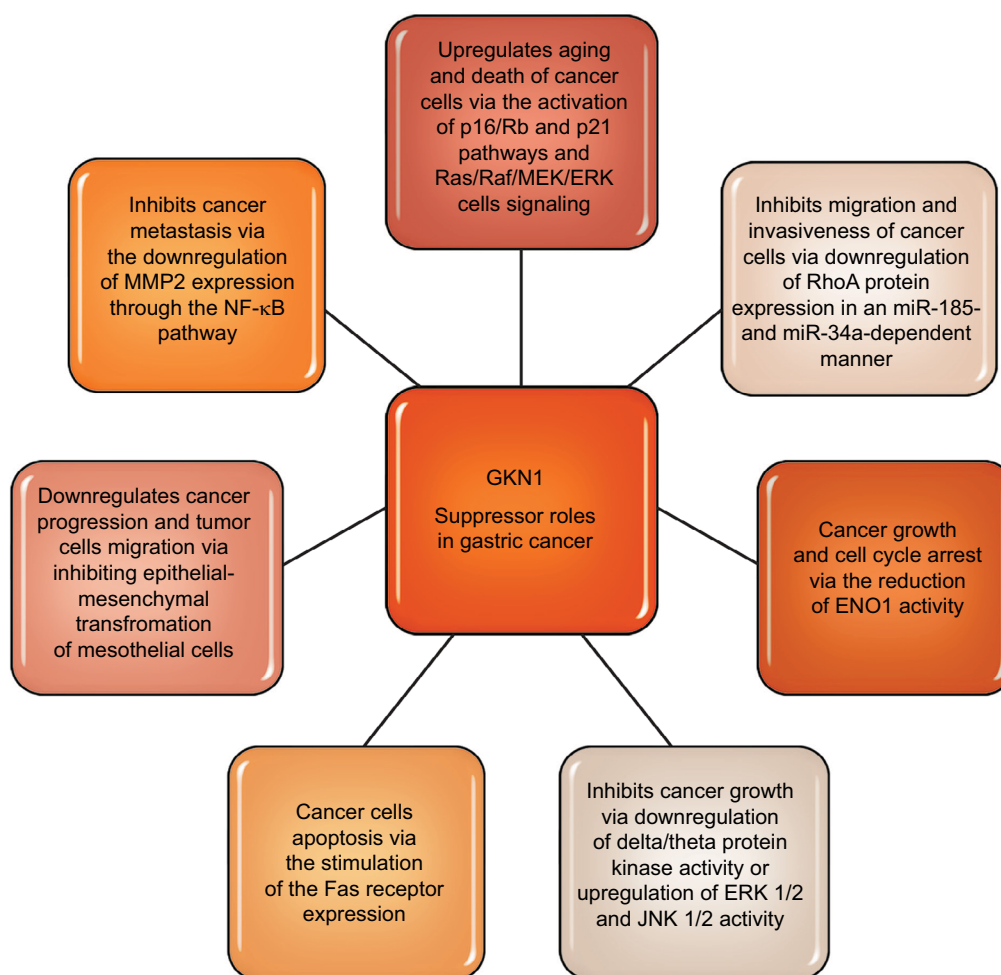 Upregulates aging
and death of cancer
cells via the activation
of p16/Rb and p21
pathways and
Ras/Raf/MEK/ERK
cells signaling
Inhibits cancer
metastasis via
the downregulation
of MMP2 expression
through the NF-κB
pathway
Inhibits migration and
invasiveness of cancer
cells via downregulation
of RhoA protein
expression in an miR-185-
and miR-34a-dependent
manner
GKN1
Suppressor roles
in gastric cancer
Downregulates cancer
progression and tumor
cells migration via
inhibiting epithelial-
mesenchymal
transfromation
of mesothelial cells
Cancer growth
and cell cycle arrest
via the reduction
of ENO1 activity
Cancer cells
apoptosis via
the stimulation
of the Fas receptor
expression
Inhibits cancer growth
via downregulation
of delta/theta protein
kinase activity or
upregulation of ERK 1/2
and JNK 1/2 activity